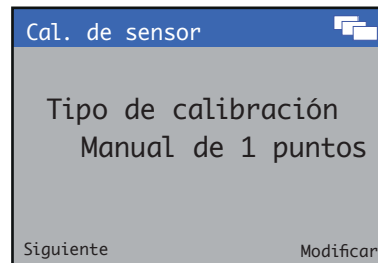 Cal. de sensor
Tipo de calibración
Manual de 1 puntos
Siguiente Modificar